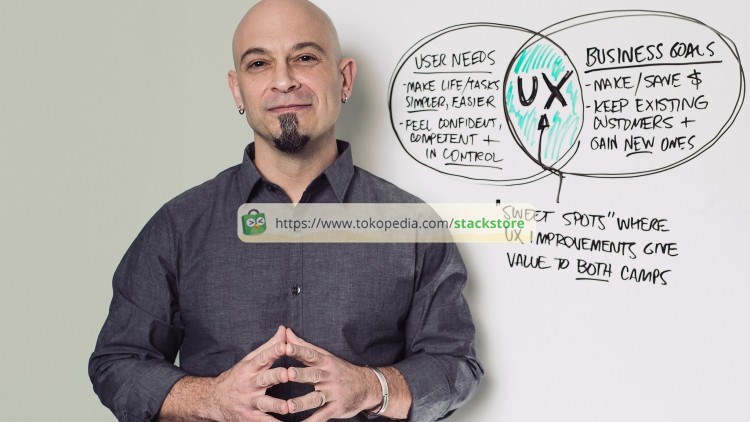 USER NEEDS
- MAKE LIFE/TASKS
SIMPLER, EASIER
- FEEL CONFIDENT,
COMPETENT +
IN CONTROL
UX
BUSINESS GOALS
- MAKE/SAVE $
- KEEP EXISTING
CUSTOMERS +
GAIN NEW ONES
https://www.tokopedia.com/stackstore
"SWEET SPOTS" WHERE
UX IMPROVEMENTS GIVE
VALUE TO BOTH CAMPS